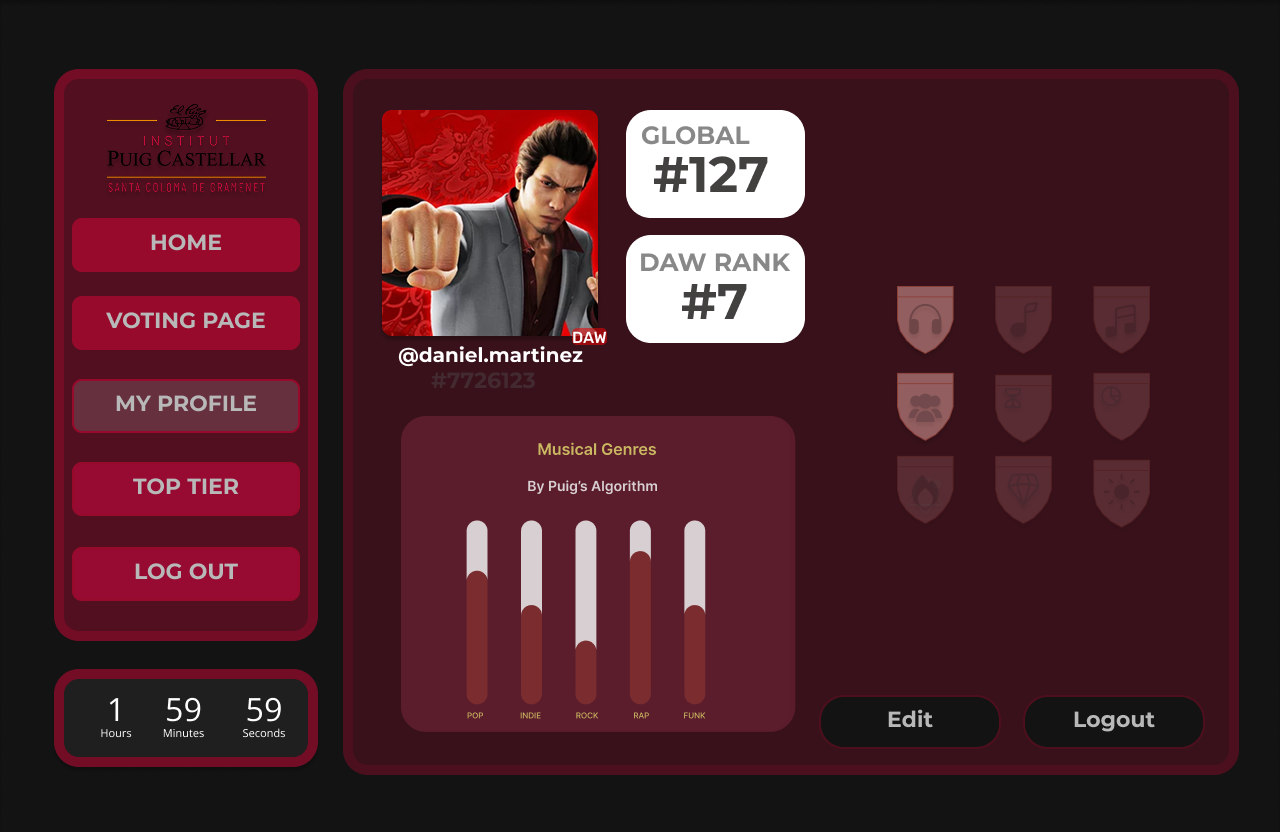 El Puig
INSTITUT
PUIG CASTELLAR
SANTA COLOMA DE GRAMENET
HOME
VOTING PAGE
MY PROFILE
TOP TIER
LOG OUT
1 59 59
Hours Minutes Seconds
GLOBAL
#127
DAW RANK
#7
DAW
@daniel.martinez
#7726123
Musical Genres
By Puig’s Algorithm
POP INDIE ROCK RAP FUNK
Edit
Logout